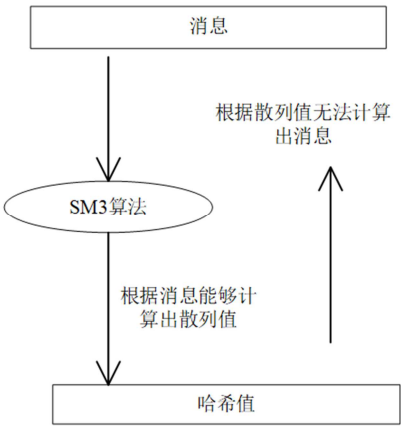 消息
根据散列值无法计算
出消息
SM3算法
根据消息能够计
算出散列值
哈希值